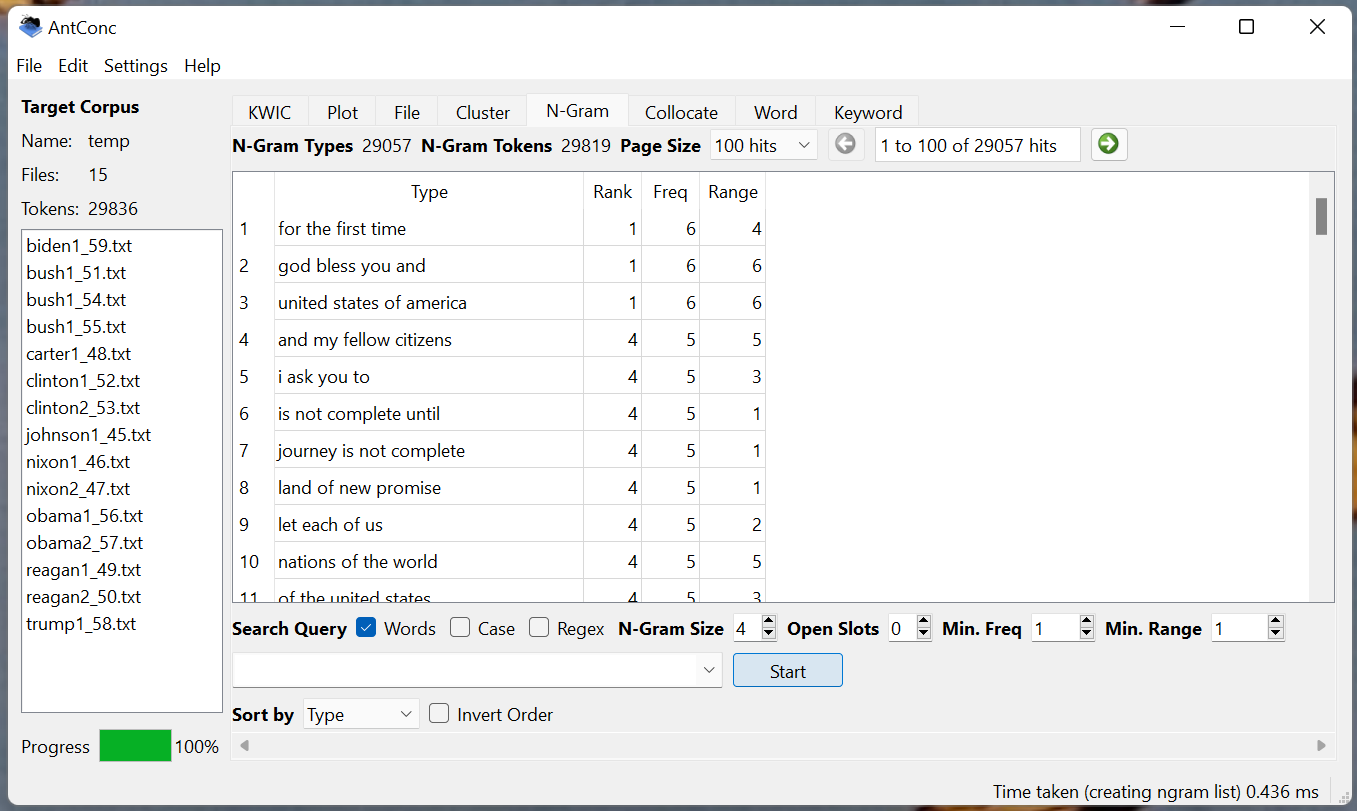 AntConc
File Edit Settings Help
Target Corpus
Name: temp
Files: 15
Tokens: 29836
biden1_59.txt
bush1_51.txt
bush1_54.txt
bush1_55.txt
carter1_48.txt
clinton1_52.txt
clinton2_53.txt
johnson1_45.txt
nixon1_46.txt
nixon2_47.txt
obama1_56.txt
obama2_57.txt
reagan1_49.txt
reagan2_50.txt
trump1_58.txt
Progress 100%
KWIC Plot File Cluster N-Gram Collocate Word Keyword
N-Gram Types 29057 N-Gram Tokens 29819 Page Size 100 hits 1 to 100 of 29057 hits
Type Rank Freq Range
1 for the first time 1 6 4
2 god bless you and 1 6 6
3 united states of america 1 6 6
4 and my fellow citizens 4 5 5
5 i ask you to 4 5 3
6 is not complete until 4 5 1
7 journey is not complete 4 5 1
8 land of new promise 4 5 1
9 let each of us 4 5 2
10 nations of the world 4 5 5
11 of the united states 4 5 3
Search Query Words Case Regex N-Gram Size 4 Open Slots 0 Min. Freq 1 Min. Range 1
Start
Sort by Type Invert Order
Time taken (creating ngram list) 0.436 ms